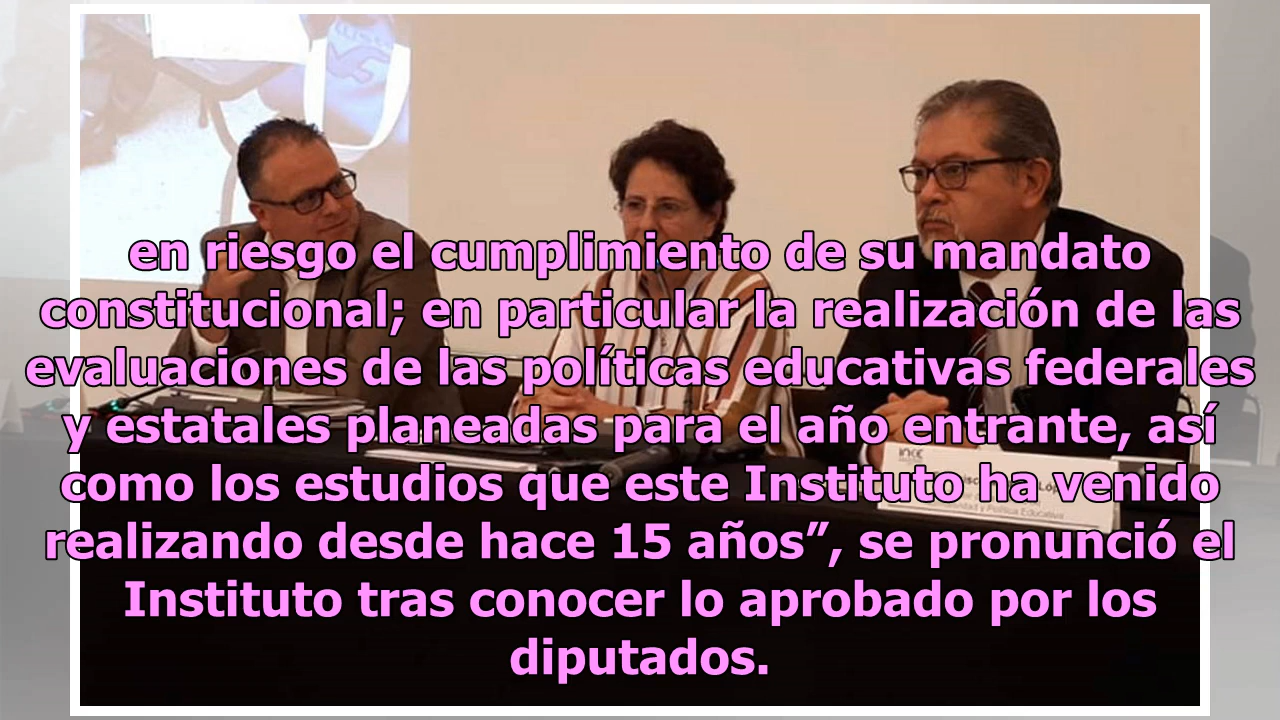 en riesgo el cumplimiento de su mandato
constitucional; en particular la realización de las
evaluaciones de las políticas educativas federales
y estatales planeadas para el año entrante, así
como los estudios que este Instituto ha venido
realizando desde hace 15 años”, se pronunció el
Instituto tras conocer lo aprobado por los
diputados.
y Política Educativa